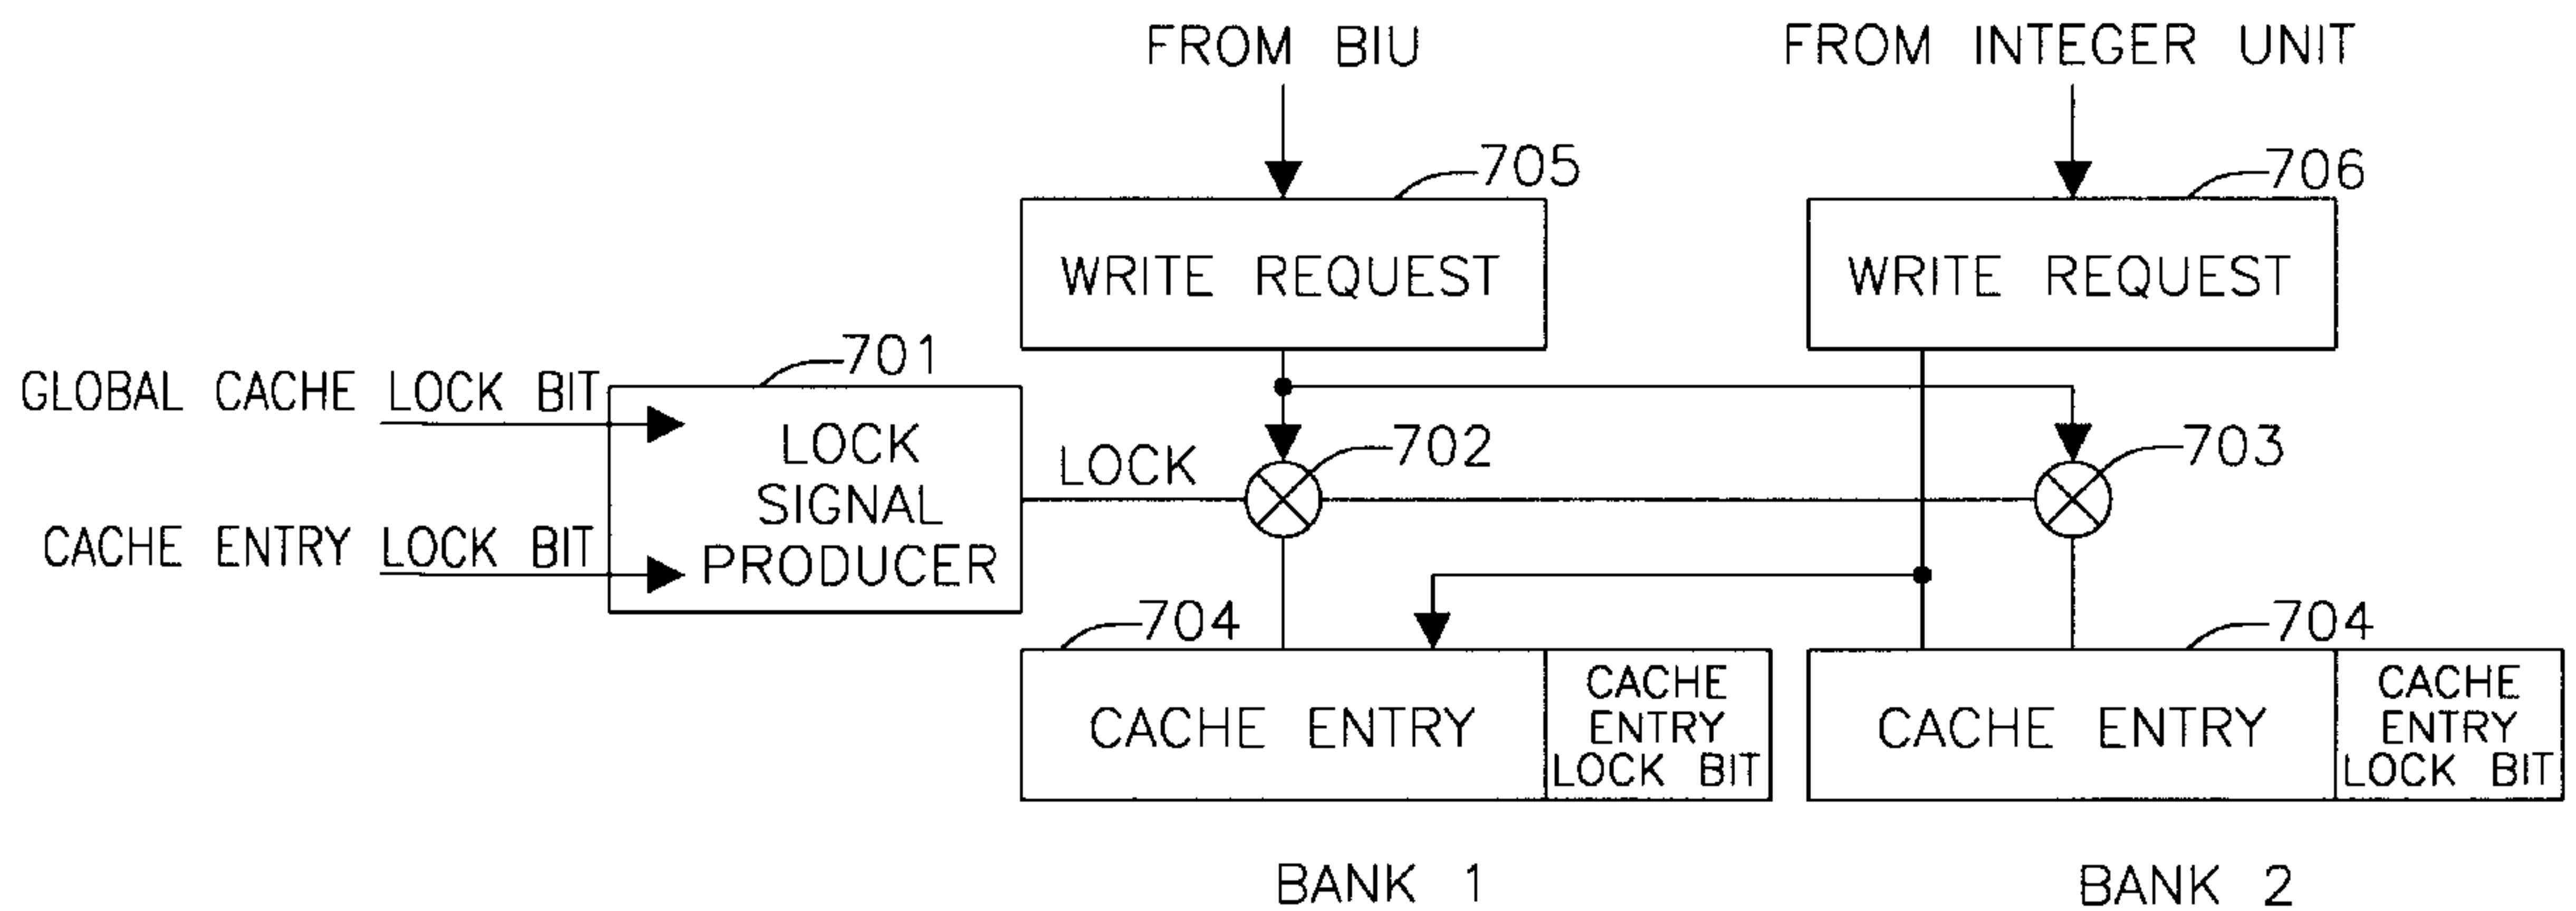 FROM BIU
FROM INTEGER UNIT
705
706
WRITE REQUEST
WRITE REQUEST
701
GLOBAL CACHE LOCK BIT
LOCK
SIGNAL
PRODUCER
LOCK
702
703
CACHE ENTRY LOCK BIT
704
704
CACHE ENTRY
CACHE
ENTRY
LOCK BIT
CACHE ENTRY
CACHE
ENTRY
LOCK BIT
BANK 1
BANK 2